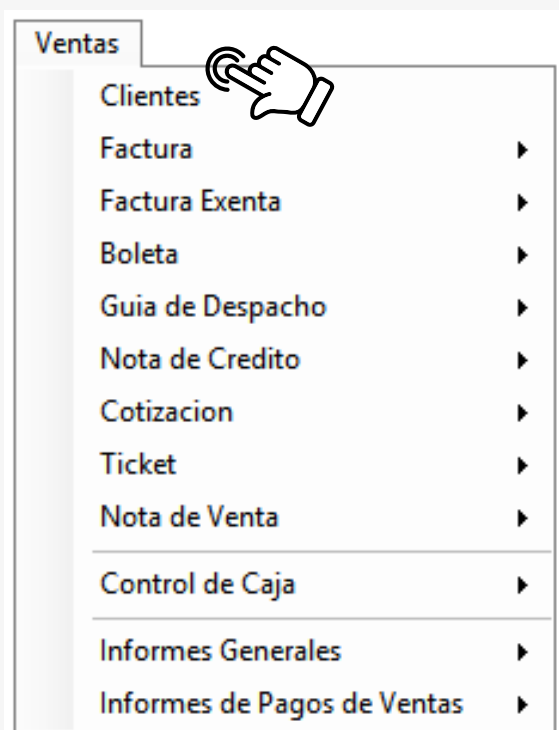 Ventas
Clientes
Factura
Factura Exenta
Boleta
Guia de Despacho
Nota de Credito
Cotizacion
Ticket
Nota de Venta
Control de Caja
Informes Generales
Informes de Pagos de Ventas